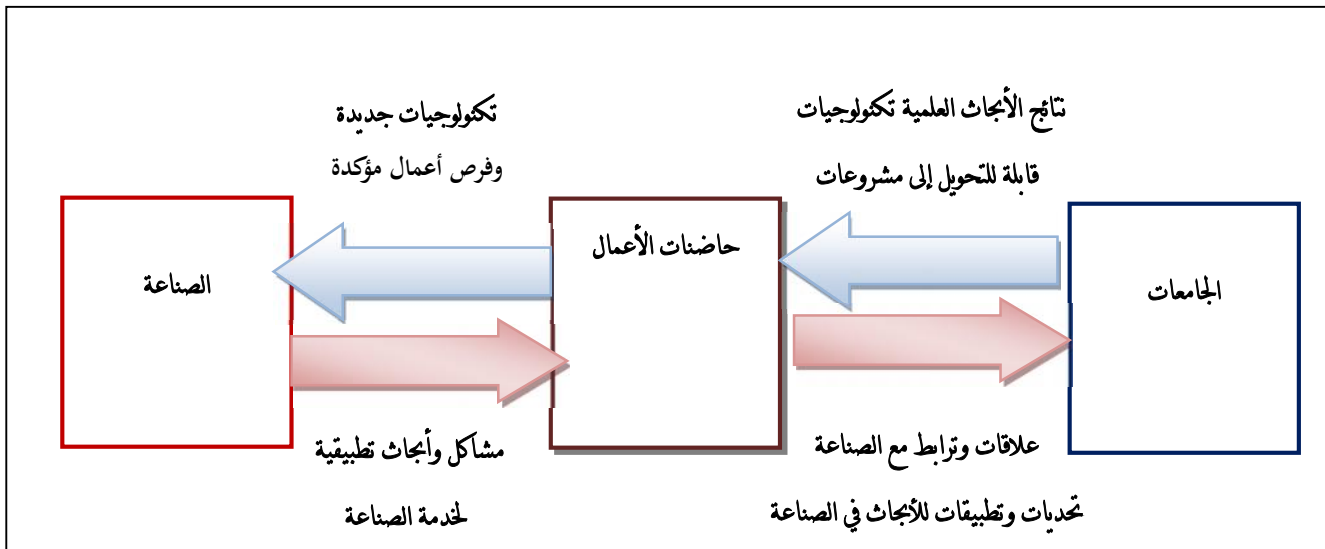 نتائج الأبحاث العلمية تكنولوجيات
قابلة للتحويل إلى مشروعات
تكنولوجيات جديدة
وفرص أعمال مؤكدة
الجامعات
حاضنات الأعمال
الصناعة
علاقات وترابط مع الصناعة
تحديات وتطبيقات للأبحاث في الصناعة
مشاكل وأبحاث تطبيقية
لخدمة الصناعة